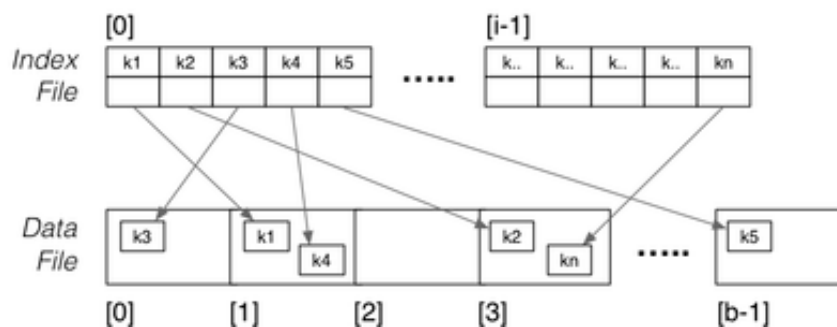 [0] [i-1]
Index k1 k2 k3 k4 k5 k.. k.. k.. k.. kn
File
Data k3 k1 k2 k5
File k4 kn
[0] [1] [2] [3] [b-1]